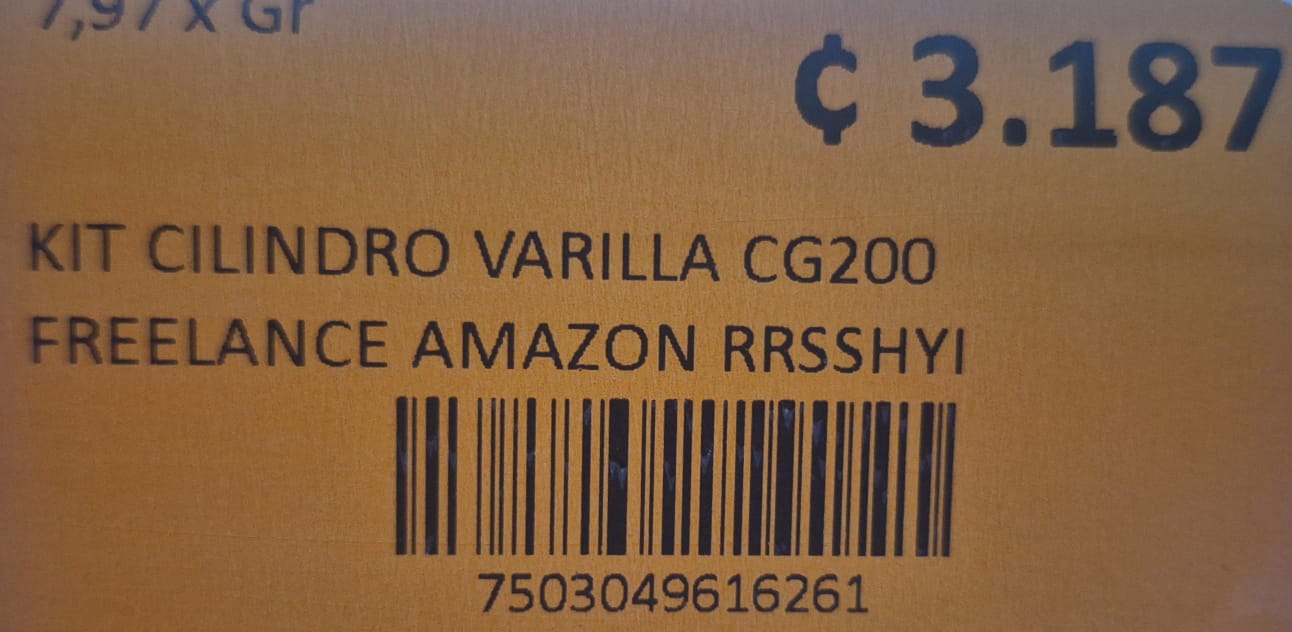 7,97 x Gr
₡ 3.187
KIT CILINDRO VARILLA CG200
FREELANCE AMAZON RRSSHYI
7503049616261